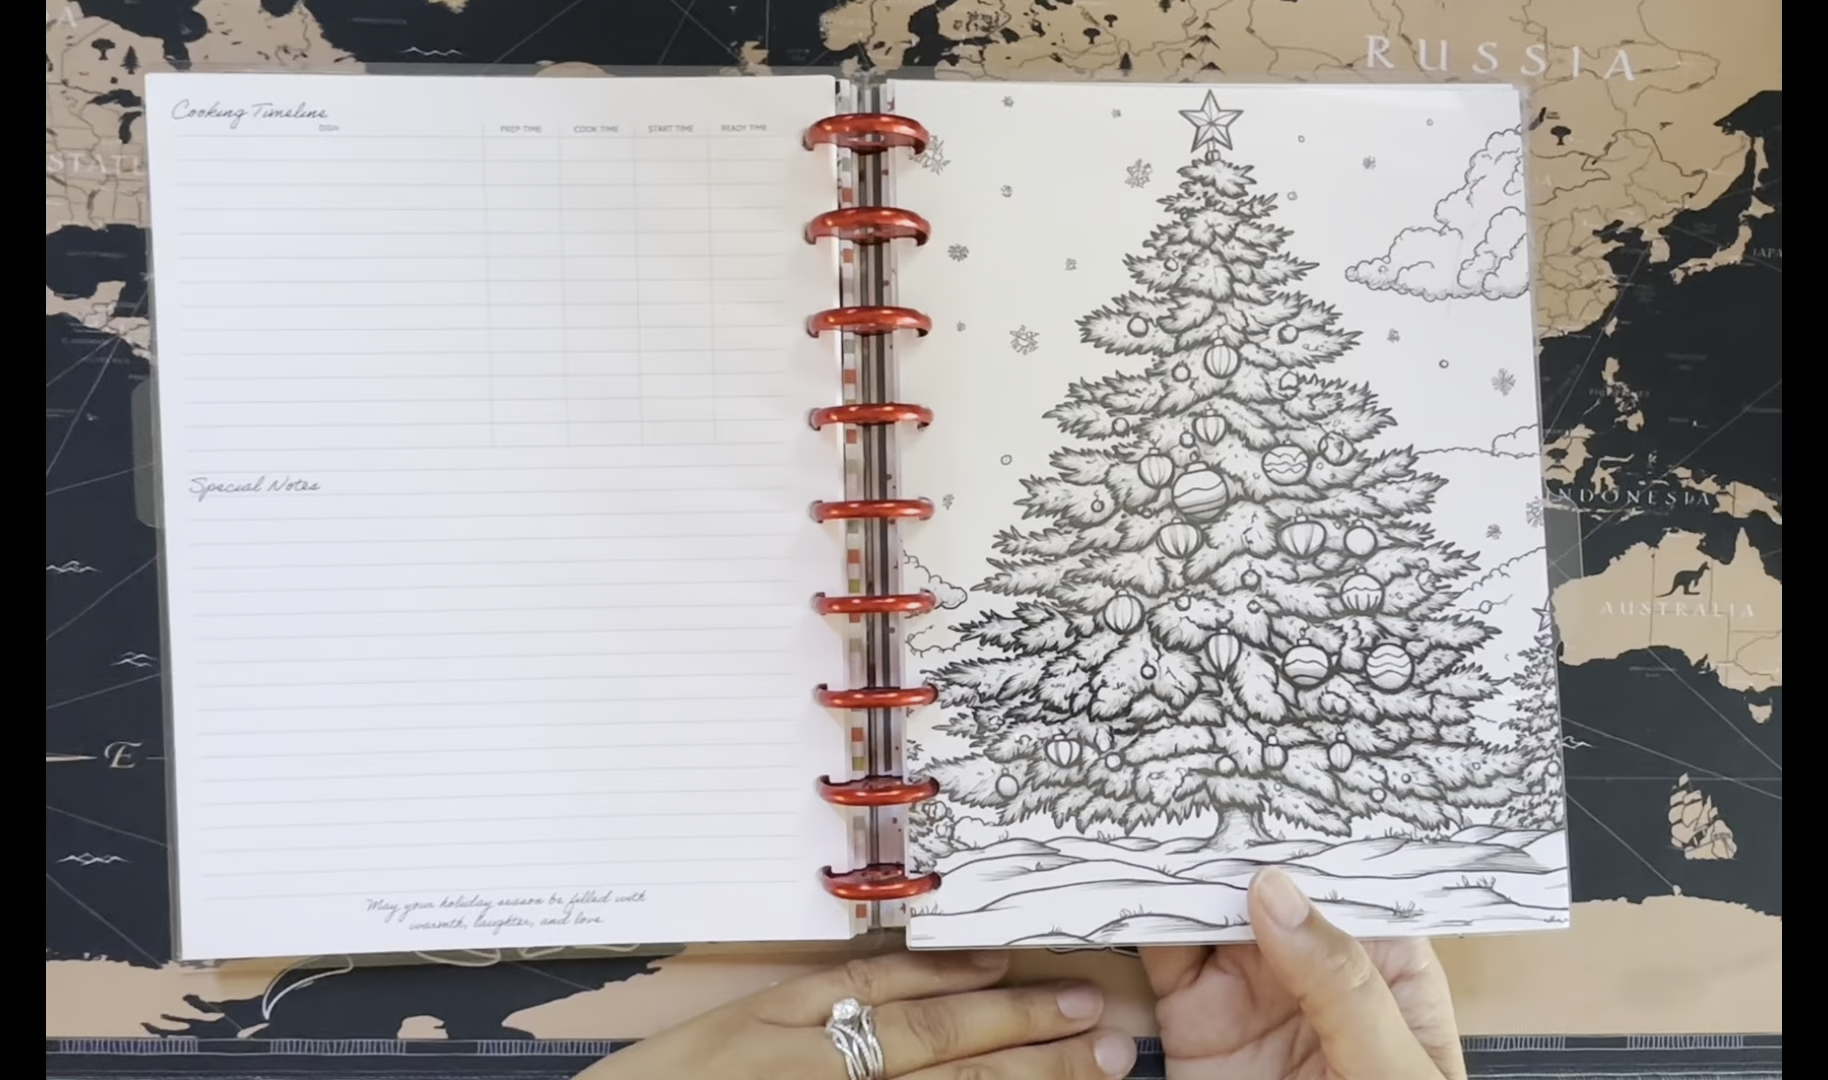 RUSSIA
Cooking Timeline
DISH PREP TIME COOK TIME START TIME READY TIME
Special Notes
INDONESIA
AUSTRALIA
E
May your holiday season be filled with
warmth, laughter, and love